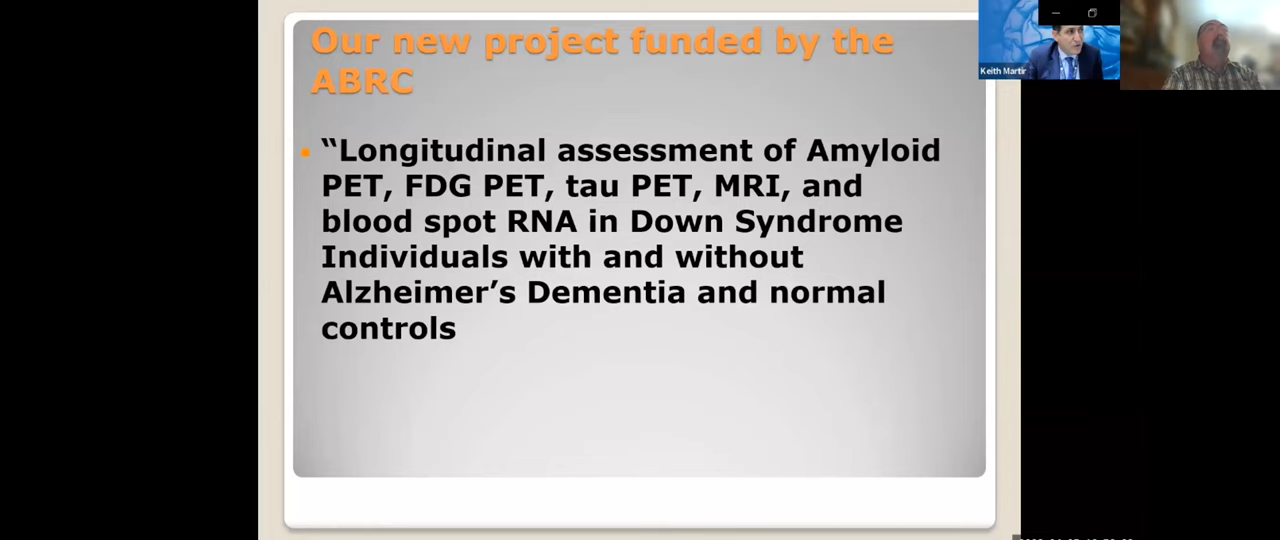 Our new project funded by the
ABRC
“Longitudinal assessment of Amyloid
PET, FDG PET, tau PET, MRI, and
blood spot RNA in Down Syndrome
Individuals with and without
Alzheimer’s Dementia and normal
controls
Keith Martir